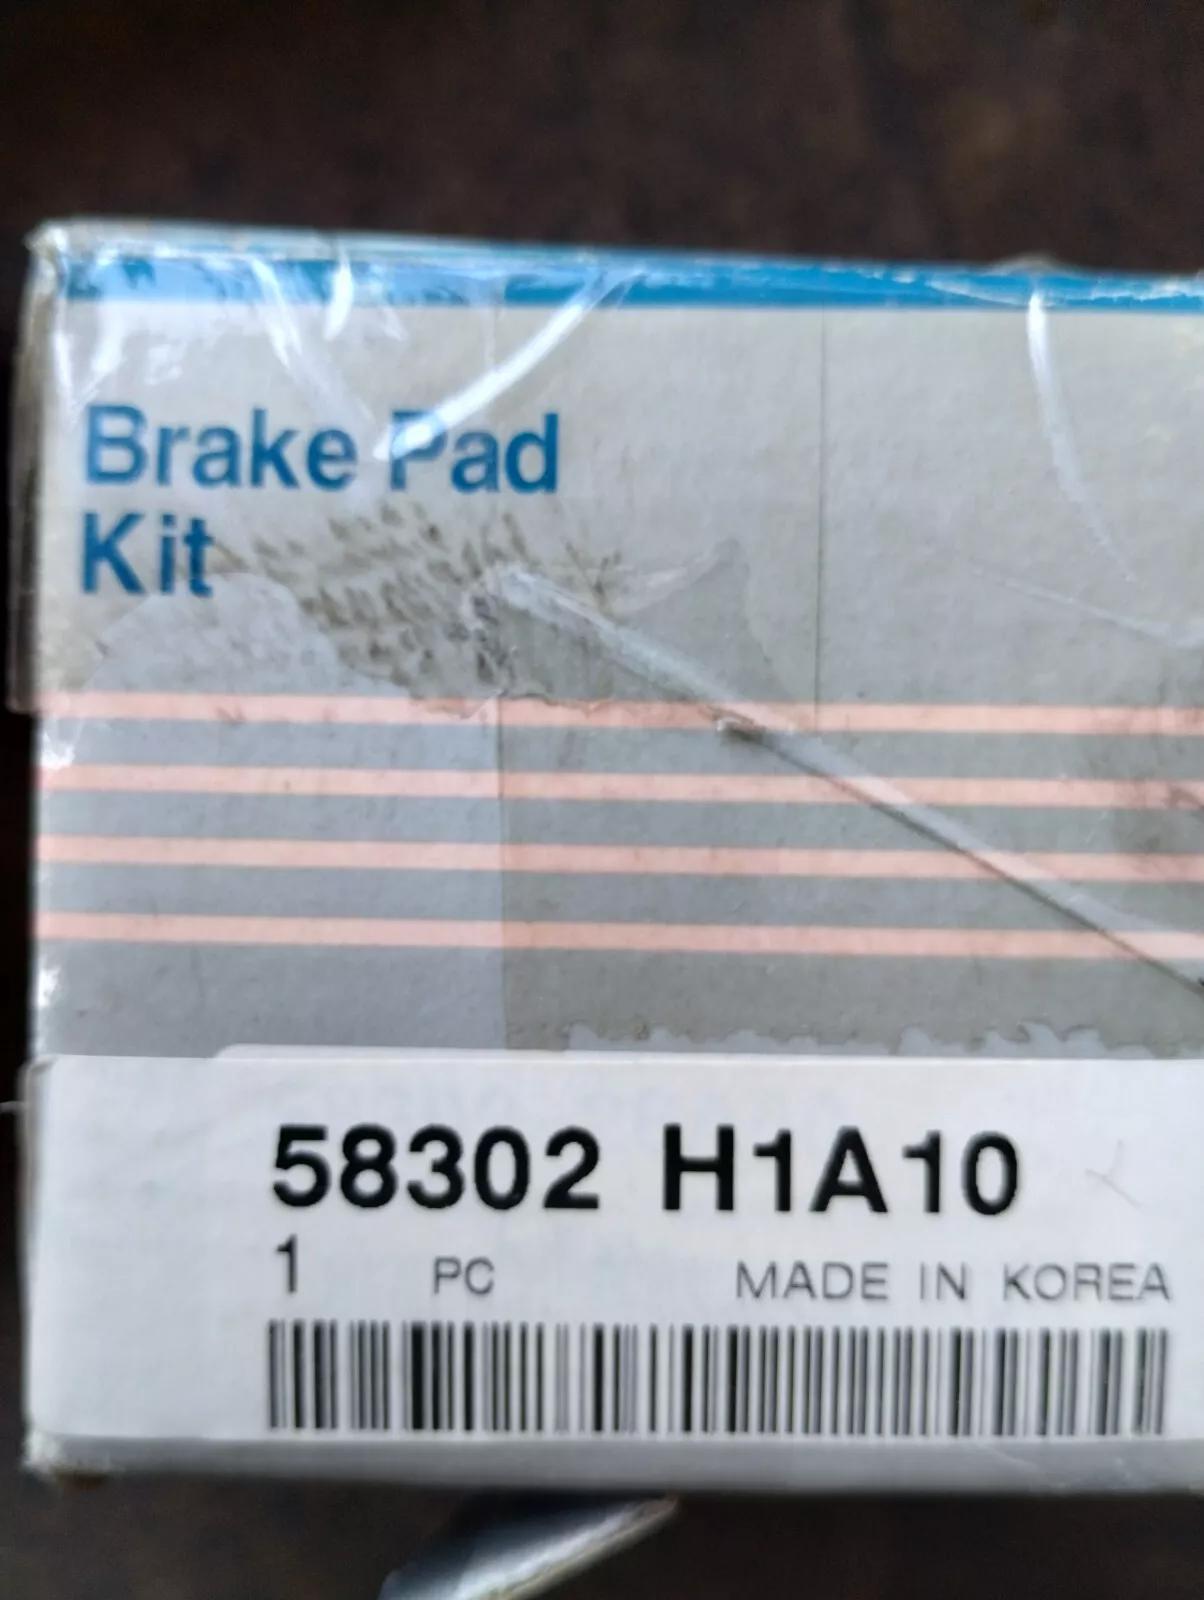 Brake Pad
Kit
58302 H1A10
1 PC MADE IN KOREA